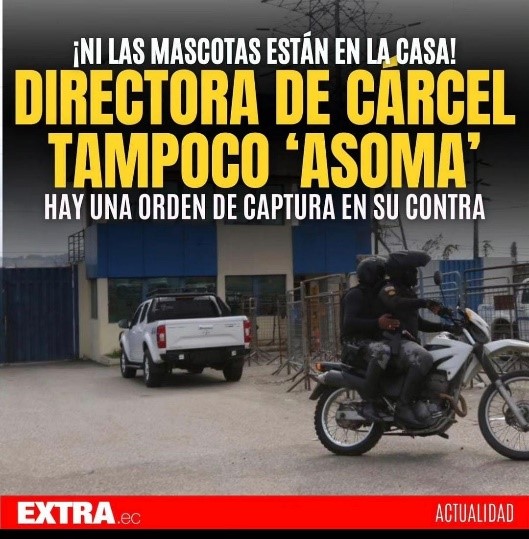 ¡NI LAS MASCOTAS ESTÁN EN LA CASA!
DIRECTORA DE CÁRCEL
TAMPOCO ‘ASOMA’
HAY UNA ORDEN DE CAPTURA EN SU CONTRA
EXTRA.ec
ACTUALIDAD